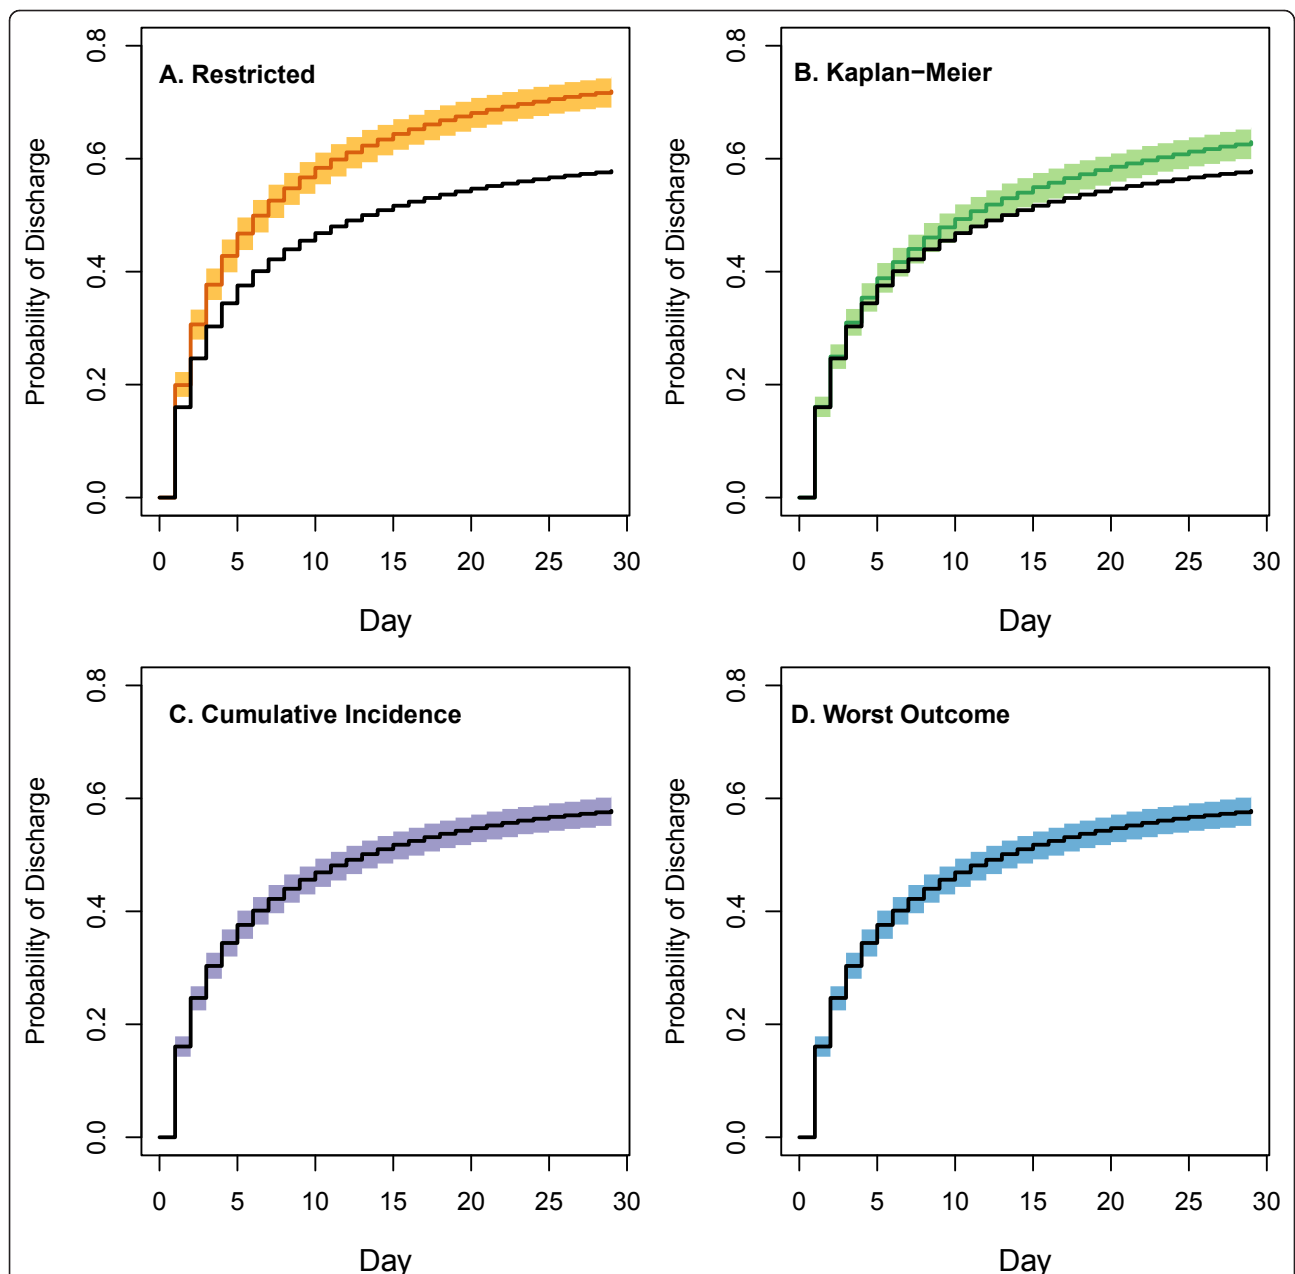 A. Restricted
Probability of Discharge
0.0 0.2 0.4 0.6 0.8
0 5 10 15 20 25 30
Day
B. Kaplan−Meier
Probability of Discharge
0.0 0.2 0.4 0.6 0.8
0 5 10 15 20 25 30
Day
C. Cumulative Incidence
Probability of Discharge
0.0 0.2 0.4 0.6 0.8
0 5 10 15 20 25 30
Day
D. Worst Outcome
Probability of Discharge
0.0 0.2 0.4 0.6 0.8
0 5 10 15 20 25 30
Day